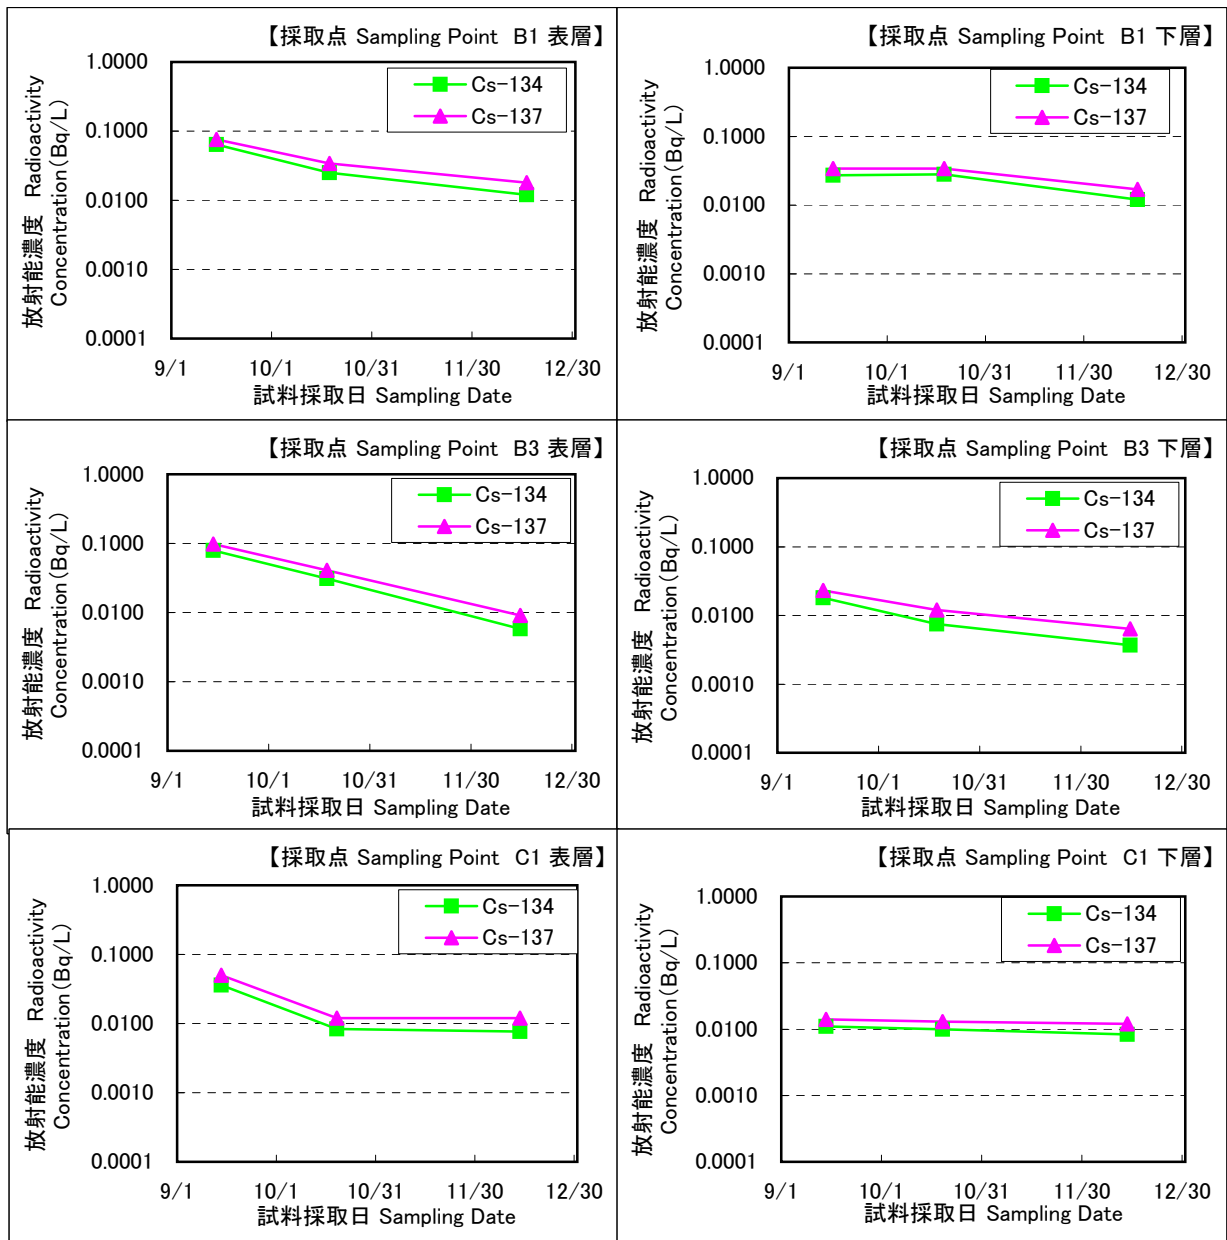 【採取点 Sampling Point B1 表層】
放射能濃度 Radioactivity
Concentration(Bq/L)
1.0000
0.1000
0.0100
0.0010
0.0001
Cs-134
Cs-137
9/1 10/1 10/31 11/30 12/30
試料採取日 Sampling Date
【採取点 Sampling Point B1 下層】
放射能濃度 Radioactivity
Concentration(Bq/L)
1.0000
0.1000
0.0100
0.0010
0.0001
Cs-134
Cs-137
9/1 10/1 10/31 11/30 12/30
試料採取日 Sampling Date
【採取点 Sampling Point B3 表層】
放射能濃度 Radioactivity
Concentration(Bq/L)
1.0000
0.1000
0.0100
0.0010
0.0001
Cs-134
Cs-137
9/1 10/1 10/31 11/30 12/30
試料採取日 Sampling Date
【採取点 Sampling Point B3 下層】
放射能濃度 Radioactivity
Concentration(Bq/L)
1.0000
0.1000
0.0100
0.0010
0.0001
Cs-134
Cs-137
9/1 10/1 10/31 11/30 12/30
試料採取日 Sampling Date
【採取点 Sampling Point C1 表層】
放射能濃度 Radioactivity
Concentration(Bq/L)
1.0000
0.1000
0.0100
0.0010
0.0001
Cs-134
Cs-137
9/1 10/1 10/31 11/30 12/30
試料採取日 Sampling Date
【採取点 Sampling Point C1 下層】
放射能濃度 Radioactivity
Concentration(Bq/L)
1.0000
0.1000
0.0100
0.0010
0.0001
Cs-134
Cs-137
9/1 10/1 10/31 11/30 12/30
試料採取日 Sampling Date